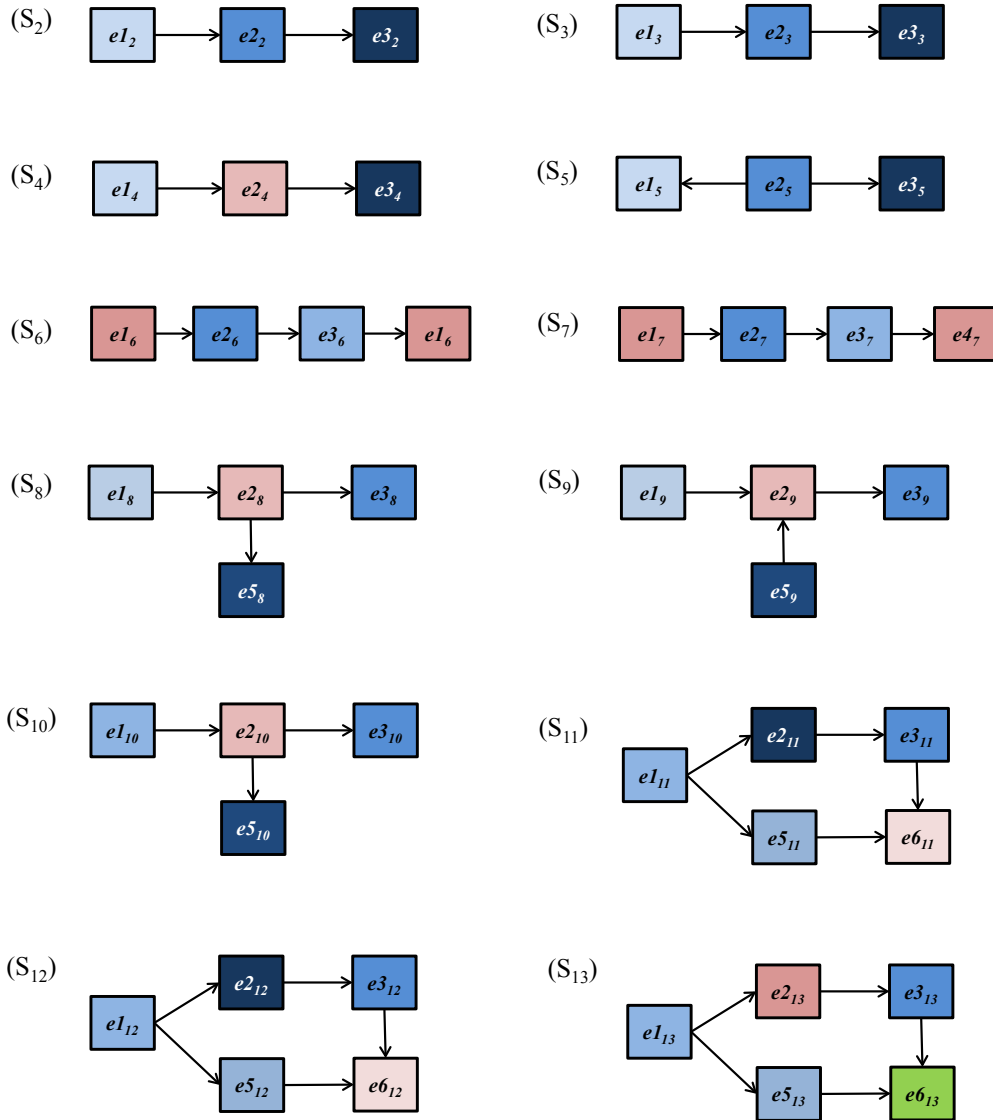 (S2) e12 e22 e32 (S3) e13 e23 e33
(S4) e14 e24 e34 (S5) e15 e25 e35
(S6) e16 e26 e36 e16 (S7) e17 e27 e37 e47
(S8) e18 e28 e38 (S9) e19 e29 e39
e58 e59
(S10) e110 e210 e310 (S11) e211 e311
e111
e510 e511 e611
(S12) e212 e312 (S13) e213 e313
e112 e113
e512 e612 e513 e613